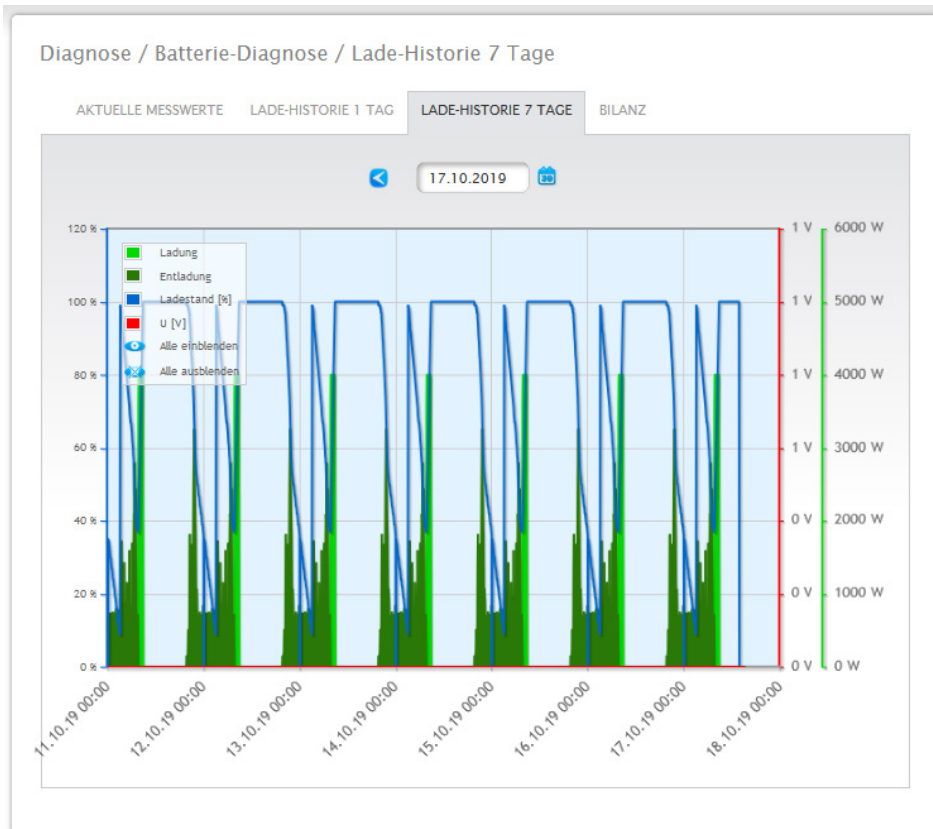 Diagnose / Batterie-Diagnose / Lade-Historie 7 Tage
AKTUELLE MESSWERTE LADE-HISTORIE 1 TAG LADE-HISTORIE 7 TAGE BILANZ
17.10.2019
120 %
100 %
80 %
60 %
40 %
20 %
0 %
Ladung
Entladung
Ladestand [%]
U [V]
Alle einblenden
Alle ausblenden
1 V
1 V
1 V
1 V
0 V
0 V
0 V
6000 W
5000 W
4000 W
3000 W
2000 W
1000 W
0 W
11.10.19 00:00
12.10.19 00:00
13.10.19 00:00
14.10.19 00:00
15.10.19 00:00
16.10.19 00:00
17.10.19 00:00
18.10.19 00:00